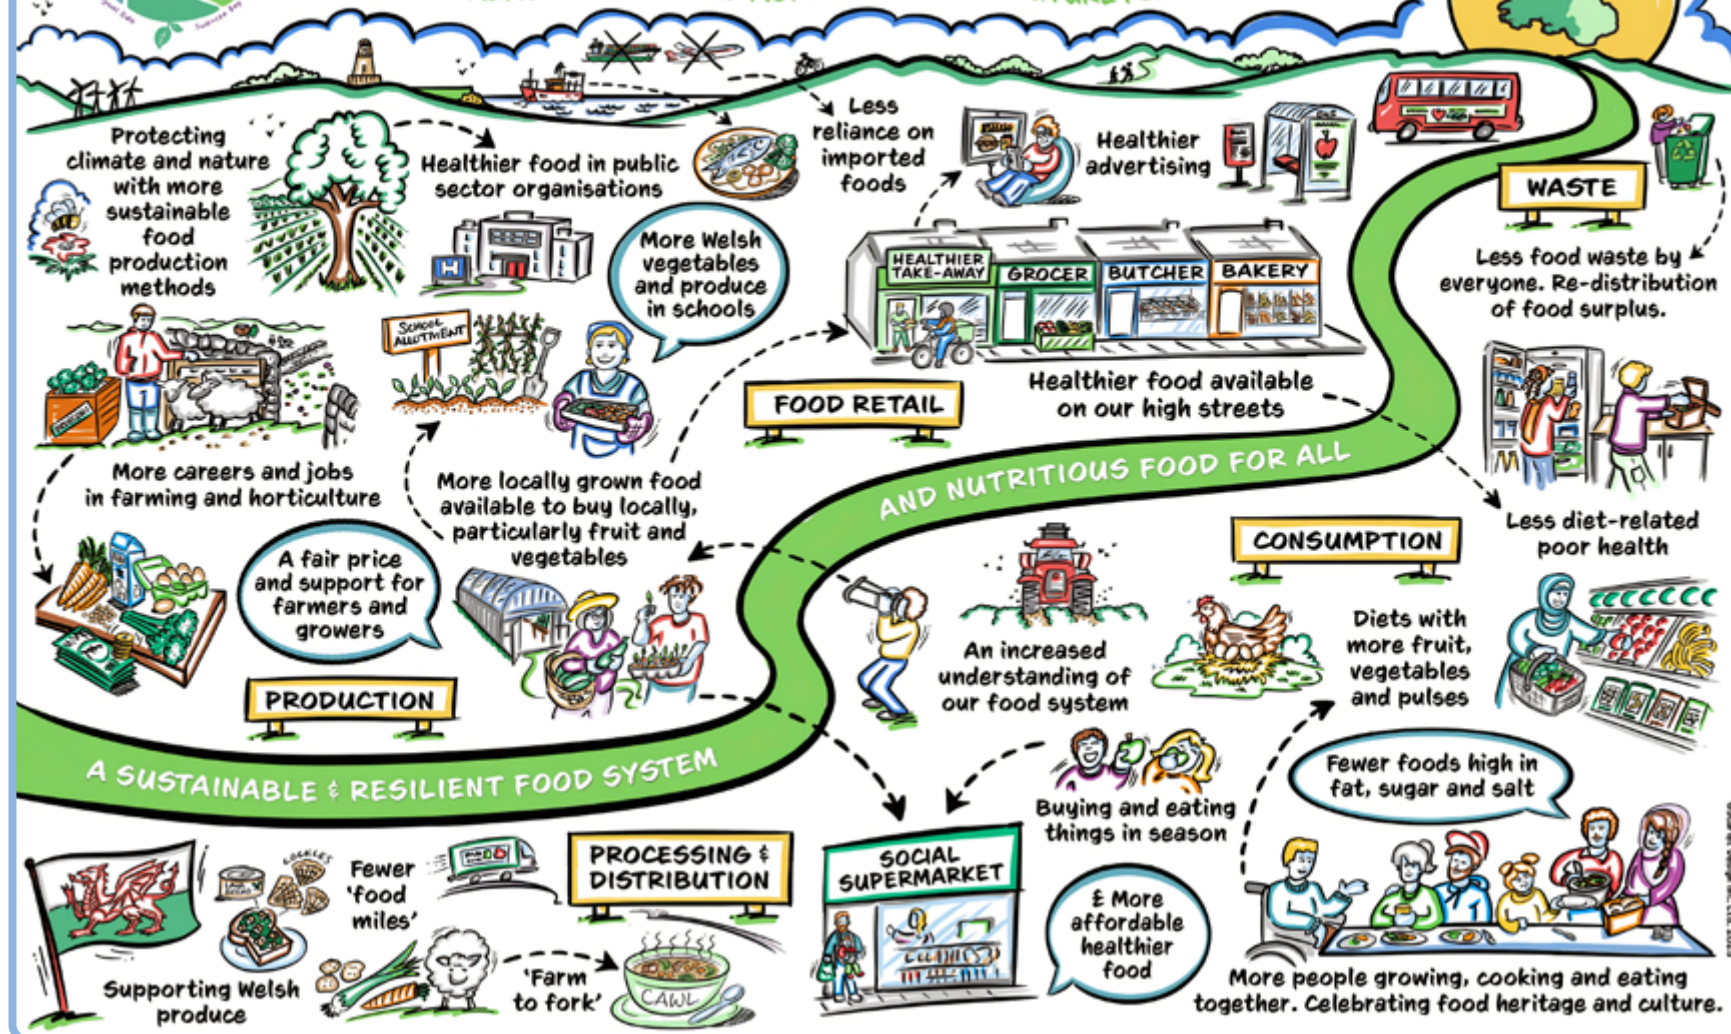 Protecting
climate and nature
with more
sustainable
food
production
methods
Healthier food in public
sector organisations
H
Less
reliance on
imported
foods
Healthier
advertising
More Welsh
vegetables
and produce
in schools
HEALTHIER
TAKE-AWAY
GROCER
BUTCHER
BAKERY
WASTE
Less food waste by
everyone. Re-distribution
of food surplus.
SCHOOL
ALLOTMENT
FOOD RETAIL
Healthier food available
on our high streets
More careers and jobs
in farming and horticulture
More locally grown food
available to buy locally,
particularly fruit and
vegetables
A fair price
and support for
farmers and
growers
AND NUTRITIOUS FOOD FOR ALL
CONSUMPTION
Less diet-related
poor health
An increased
understanding of
our food system
Diets with
more fruit,
vegetables
and pulses
PRODUCTION
A SUSTAINABLE & RESILIENT FOOD SYSTEM
Buying and eating
things in season
Fewer foods high in
fat, sugar and salt
COCKLES
Fewer
'food
miles'
PROCESSING &
DISTRIBUTION
SOCIAL
SUPERMARKET
£ More
affordable
healthier
food
Supporting Welsh
produce
'Farm
to fork'
CAWL
More people growing, cooking and eating
together. Celebrating food heritage and culture.